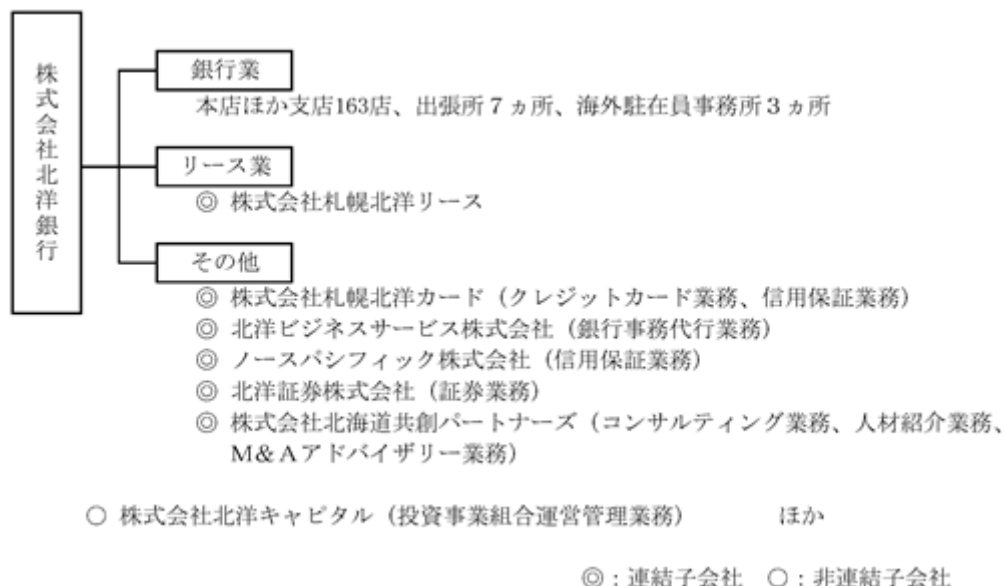 株式会社北洋銀行
銀行業
本店ほか支店163店、出張所７ヵ所、海外駐在員事務所３ヵ所
リース業
◎ 株式会社札幌北洋リース
その他
◎ 株式会社札幌北洋カード（クレジットカード業務、信用保証業務）
◎ 北洋ビジネスサービス株式会社（銀行事務代行業務）
◎ ノースパシフィック株式会社（信用保証業務）
◎ 北洋証券株式会社（証券業務）
◎ 株式会社北海道共創パートナーズ（コンサルティング業務、人材紹介業務、
Ｍ＆Ａアドバイザリー業務）
○ 株式会社北洋キャピタル（投資事業組合運営管理業務） ほか
◎：連結子会社 ○：非連結子会社